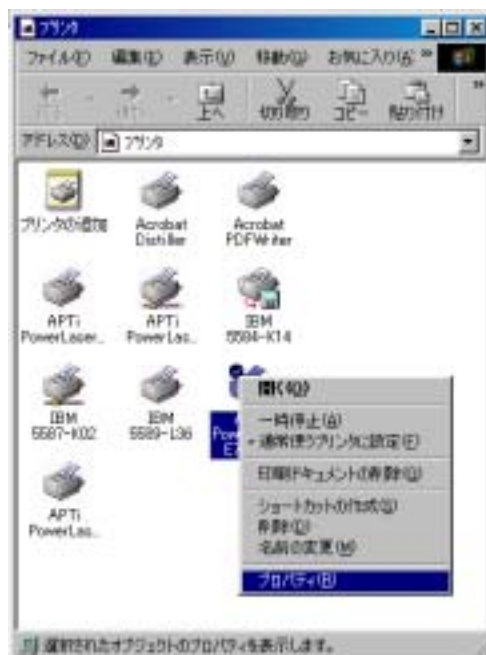 プリンタ
ファイル(F) 編集(E) 表示(V) 移動(G) お気に入り(A) »
上へ 切り取り コピー 貼り付け »
アドレス(D) プリンタ
プリンタの追加
Acrobat Distiller
Acrobat PDFWriter
APTi PowerLaser...
APTi PowerLas...
IBM 5584-K14
IBM 5587-K02
IBM 5589-L36
APTi PowerLas...
開く(O)
一時停止(A)
通常使うプリンタに設定(F)
印刷ドキュメントの削除(G)
ショートカットの作成(S)
削除(D)
名前の変更(M)
プロパティ(R)
選択されたオブジェクトのプロパティを表示します。